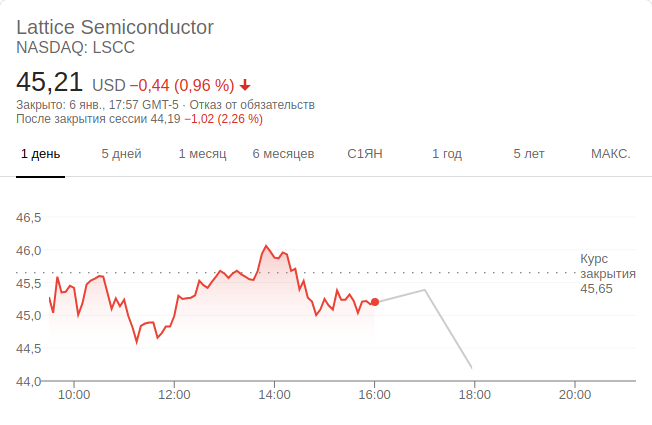 Lattice Semiconductor
NASDAQ: LSCC
45,21 USD −0,44 (0,96 %)
Закрыто: 6 янв., 17:57 GMT-5 · Отказ от обязательств
После закрытия сессии 44,19 −1,02 (2,26 %)
1 день 5 дней 1 месяц 6 месяцев С1ЯН 1 год 5 лет МАКС.
46,5
46,0
Курс
закрытия
45,65
45,5
45,0
44,5
44,0
10:00 12:00 14:00 16:00 18:00 20:00